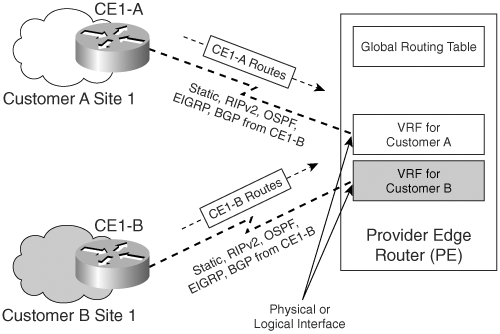 CE1-A
Customer A Site 1
CE1-A Routes
Static, RIPv2, OSPF,
EIGRP, BGP from CE1-B
Global Routing Table
VRF for
Customer A
VRF for
Customer B
Provider Edge
Router (PE)
CE1-B
Customer B Site 1
CE1-B Routes
Static, RIPv2, OSPF,
EIGRP, BGP from CE1-B
Physical or
Logical Interface